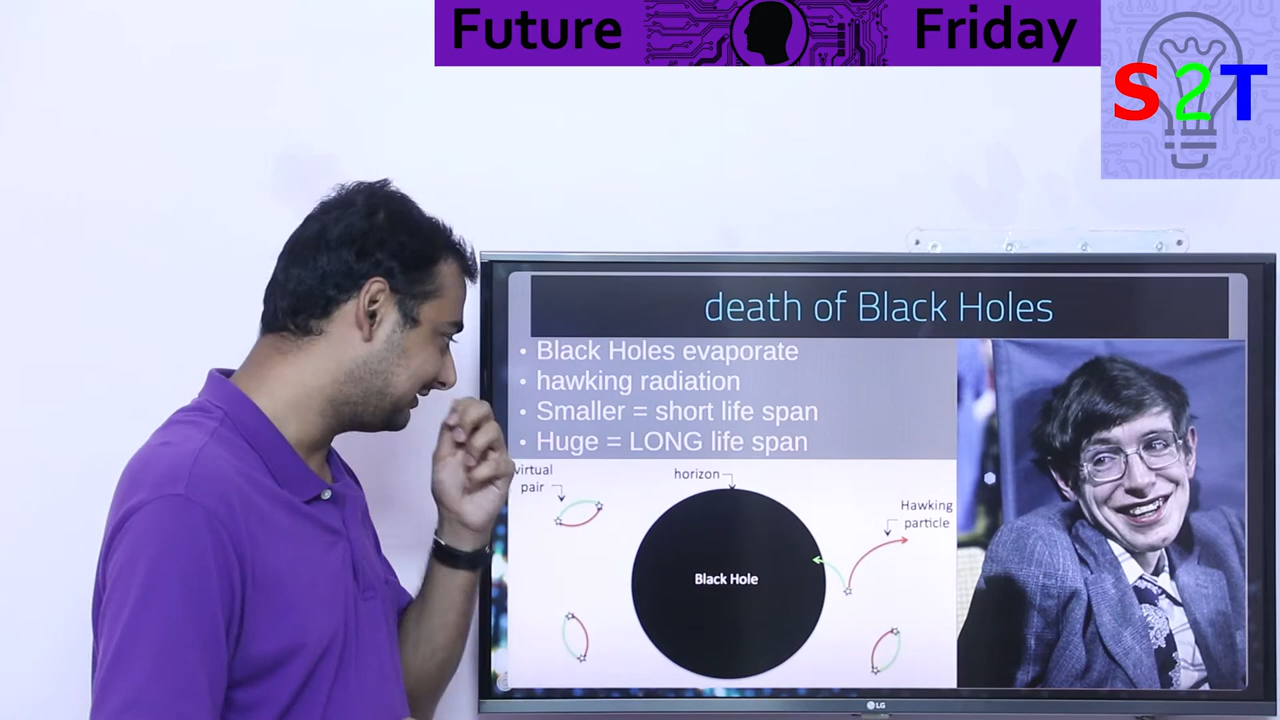 Future Friday
S2T
death of Black Holes
• Black Holes evaporate
• hawking radiation
• Smaller = short life span
• Huge = LONG life span
virtual
pair
horizon
Hawking
particle
Black Hole
LG